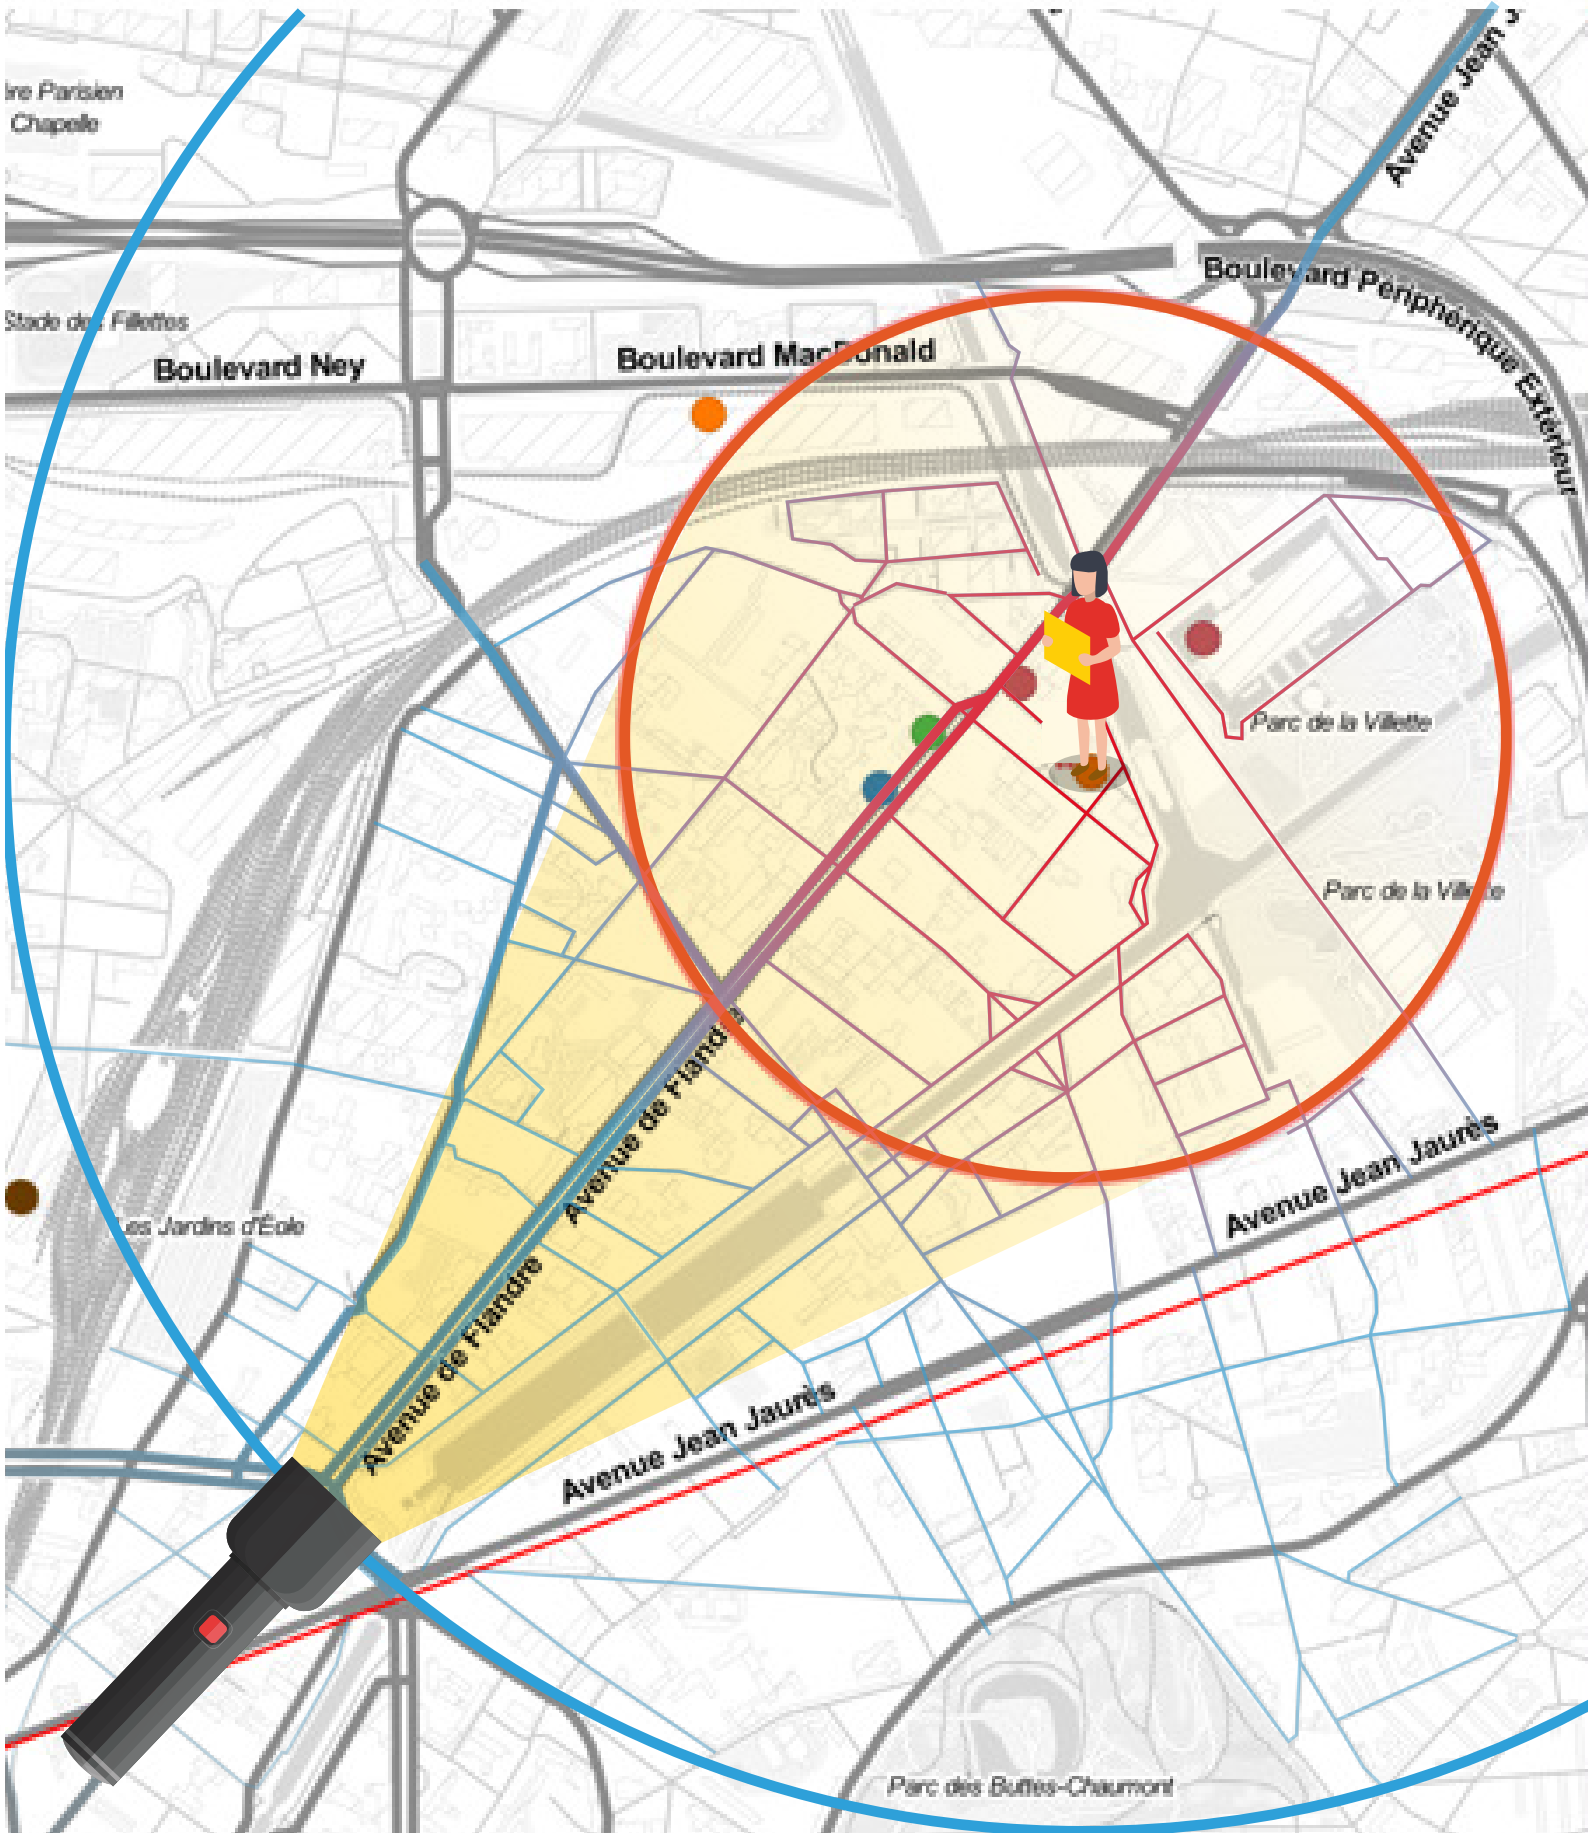 Avenue Jean J
ère Parisien
Chapelle
Boulevard Périphérique Extérieur
Stade des Fillettes
Boulevard Ney
Boulevard MacDonald
Parc de la Villette
Parc de la Villette
Avenue de Flandre
Avenue Jean Jaurès
Les Jardins d'Éole
Avenue de Flandre
Avenue Jean Jaurès
Parc des Buttes-Chaumont